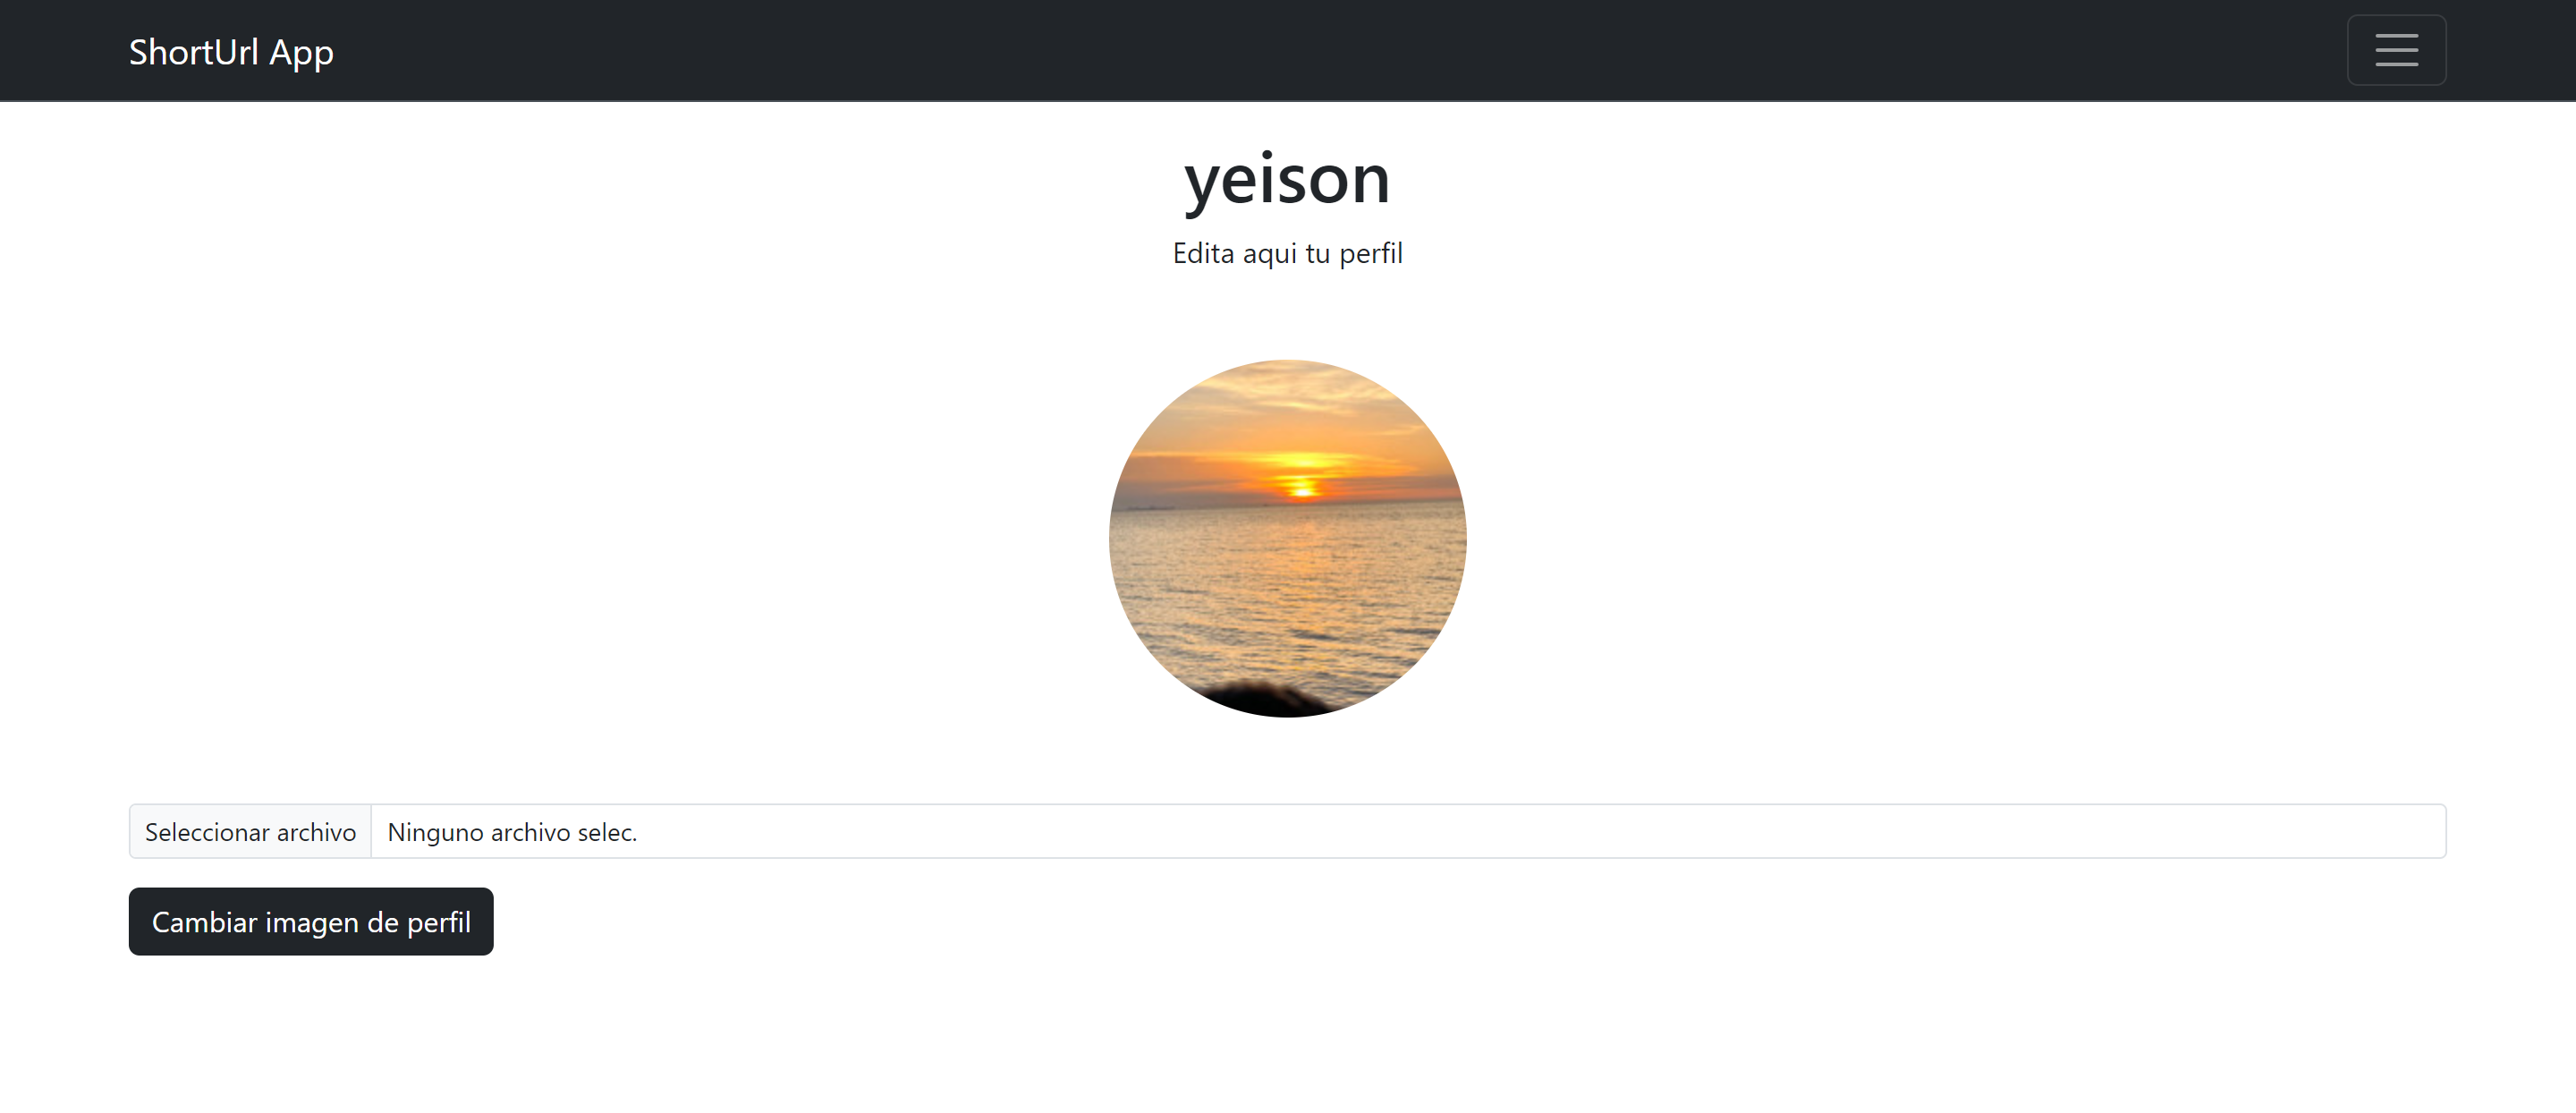 ShortUrl App
yeison
Edita aqui tu perfil
Seleccionar archivo Ninguno archivo selec.
Cambiar imagen de perfil